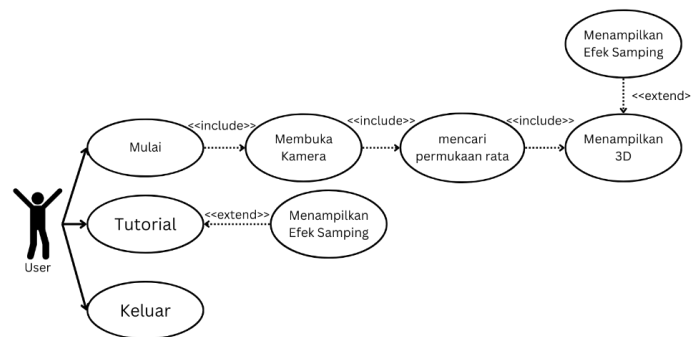 Menampilkan
Efek Samping
<<extend>
<<include>>
<<include>>
<<include>>
Mulai
Membuka
Kamera
mencari
permukaan rata
Menampilkan
3D
Tutorial
<<extend>>
Menampilkan
Efek Samping
User
Keluar